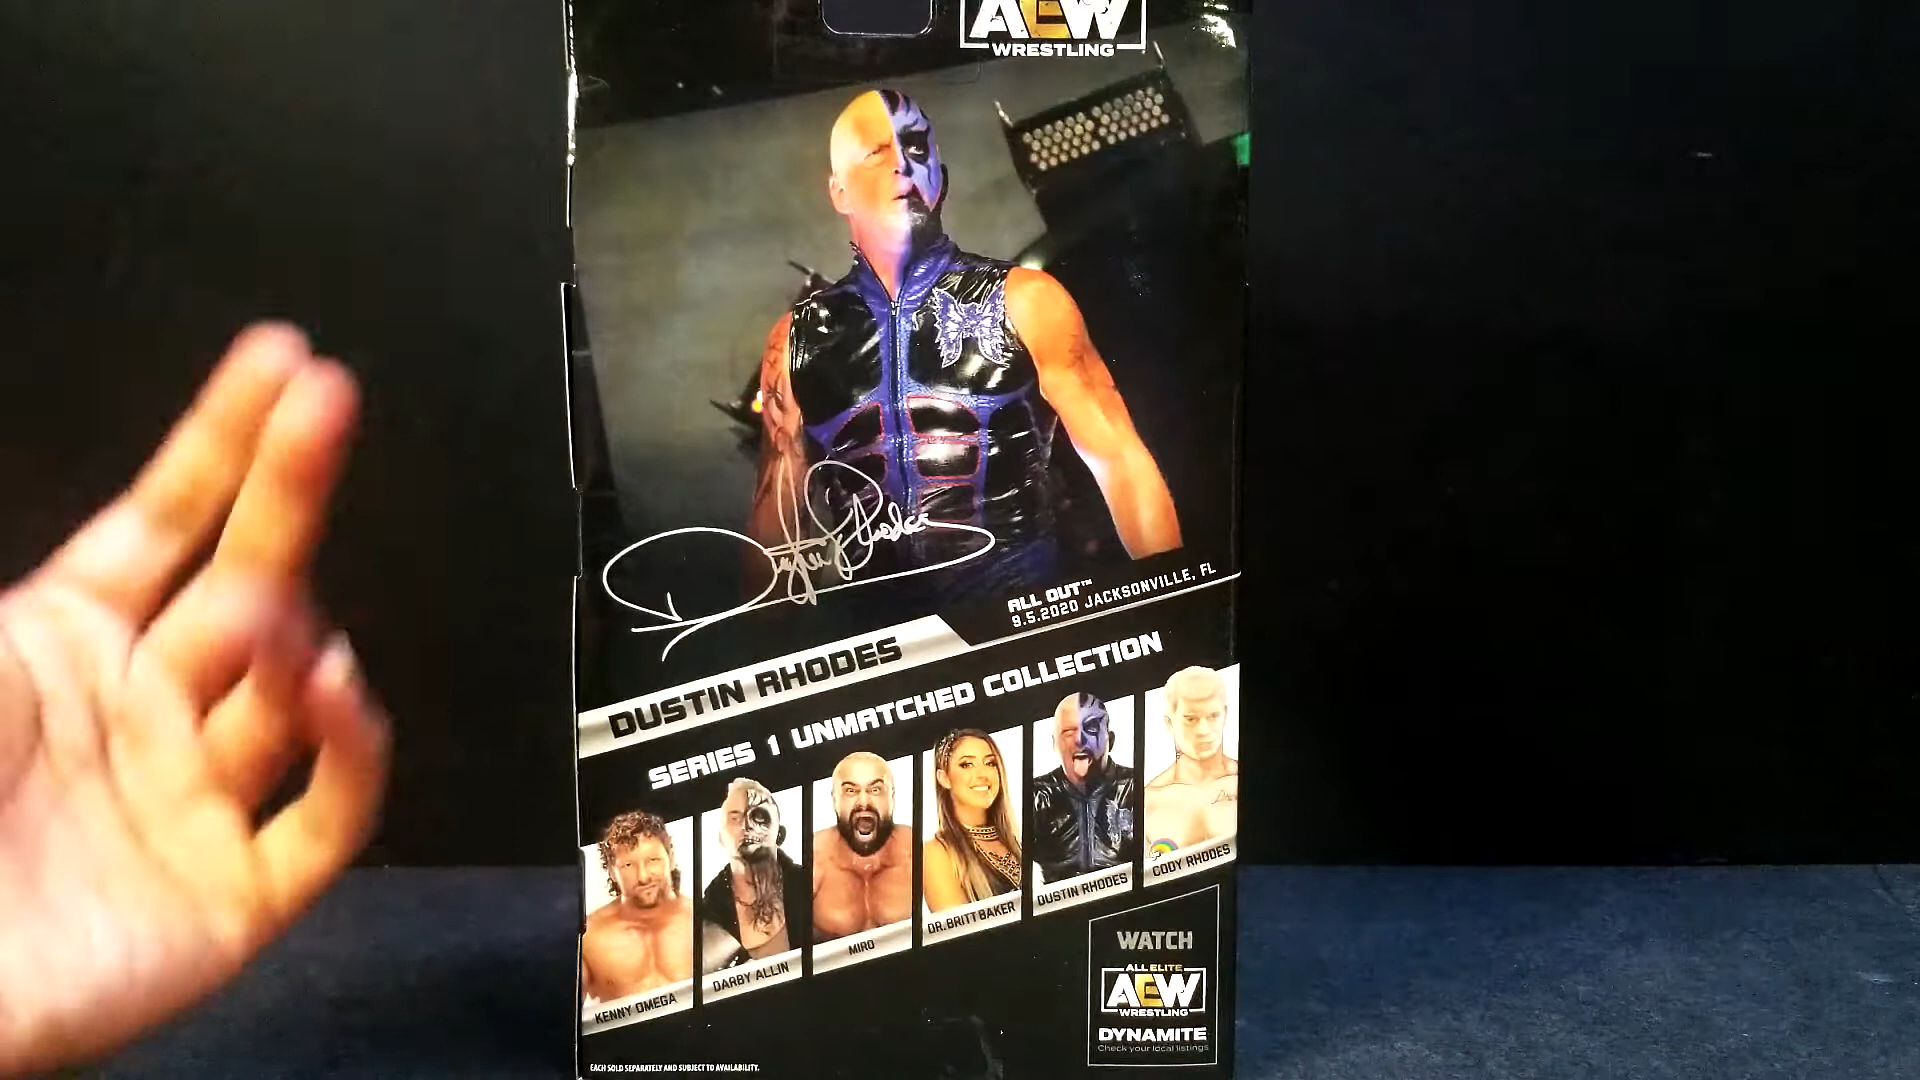 AEW
WRESTLING
Dustin Rhodes
ALL OUT™
9.5.2020 JACKSONVILLE, FL
DUSTIN RHODES
SERIES 1 UNMATCHED COLLECTION
KENNY OMEGA
DARBY ALLIN
MIRO
DR. BRITT BAKER
DUSTIN RHODES
CODY RHODES
WATCH
ALL ELITE
AEW
WRESTLING
DYNAMITE
Check your local listings
EACH SOLD SEPARATELY AND SUBJECT TO AVAILABILITY.